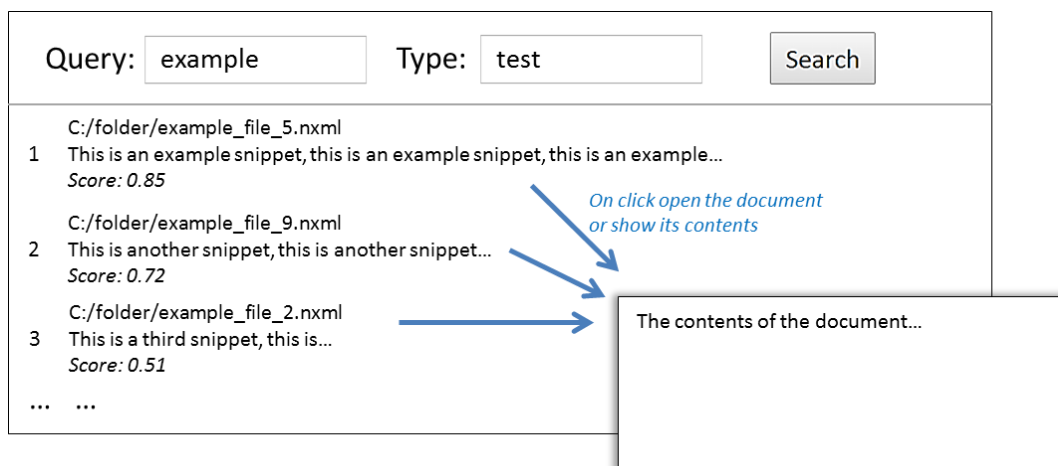 Query: example Type: test Search
C:/folder/example_file_5.nxml
1 This is an example snippet, this is an example snippet, this is an example...
Score: 0.85
On click open the document
or show its contents
C:/folder/example_file_9.nxml
2 This is another snippet, this is another snippet...
Score: 0.72
C:/folder/example_file_2.nxml
3 This is a third snippet, this is...
Score: 0.51
... ...
The contents of the document...